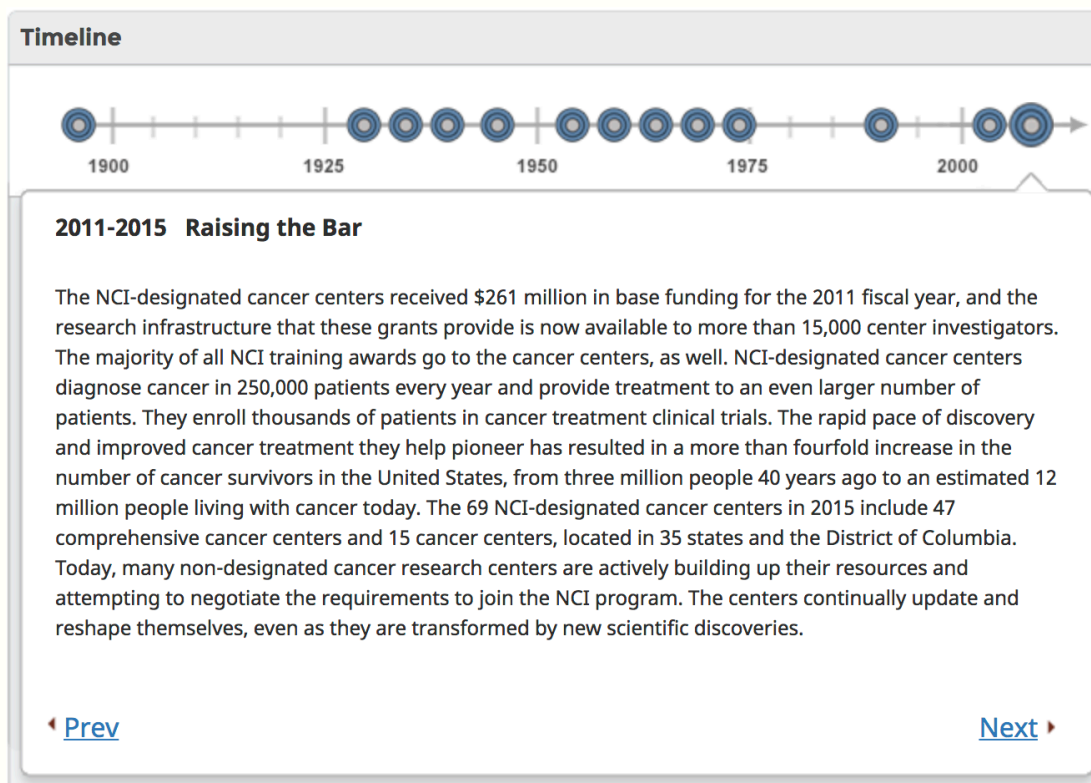 Timeline
1900 1925 1950 1975 2000
2011-2015 Raising the Bar
The NCI-designated cancer centers received $261 million in base funding for the 2011 fiscal year, and the
research infrastructure that these grants provide is now available to more than 15,000 center investigators.
The majority of all NCI training awards go to the cancer centers, as well. NCI-designated cancer centers
diagnose cancer in 250,000 patients every year and provide treatment to an even larger number of
patients. They enroll thousands of patients in cancer treatment clinical trials. The rapid pace of discovery
and improved cancer treatment they help pioneer has resulted in a more than fourfold increase in the
number of cancer survivors in the United States, from three million people 40 years ago to an estimated 12
million people living with cancer today. The 69 NCI-designated cancer centers in 2015 include 47
comprehensive cancer centers and 15 cancer centers, located in 35 states and the District of Columbia.
Today, many non-designated cancer research centers are actively building up their resources and
attempting to negotiate the requirements to join the NCI program. The centers continually update and
reshape themselves, even as they are transformed by new scientific discoveries.
Prev Next